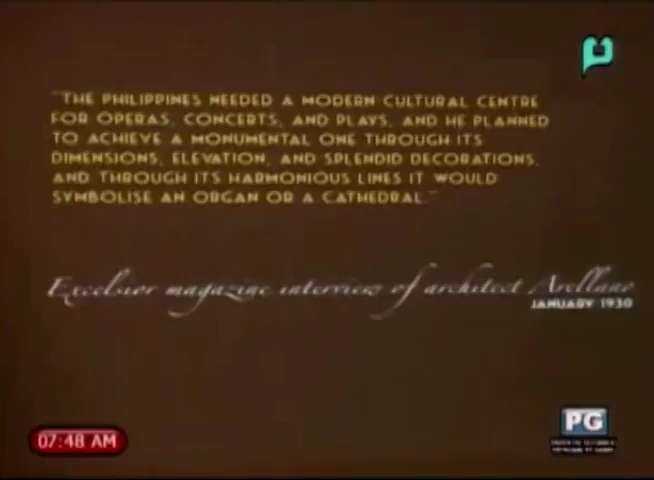 "THE PHILIPPINES NEEDED A MODERN CULTURAL CENTRE
FOR OPERAS, CONCERTS, AND PLAYS, AND HE PLANNED
TO ACHIEVE A MONUMENTAL ONE THROUGH ITS
DIMENSIONS, ELEVATION, AND SPLENDID DECORATIONS,
AND THROUGH ITS HARMONIOUS LINES IT WOULD
SYMBOLISE AN ORGAN OR A CATHEDRAL."
Excelsior magazine interview of architect Arellano
JANUARY 1930
07:48 AM
PG